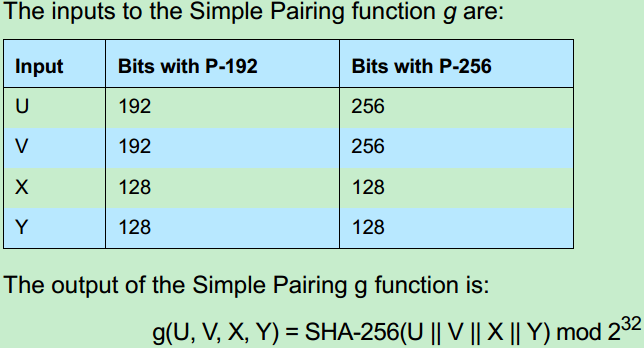 The inputs to the Simple Pairing function g are:
Input Bits with P-192 Bits with P-256
U 192 256
V 192 256
X 128 128
Y 128 128
The output of the Simple Pairing g function is:
g(U, V, X, Y) = SHA-256(U || V || X || Y) mod 2³²